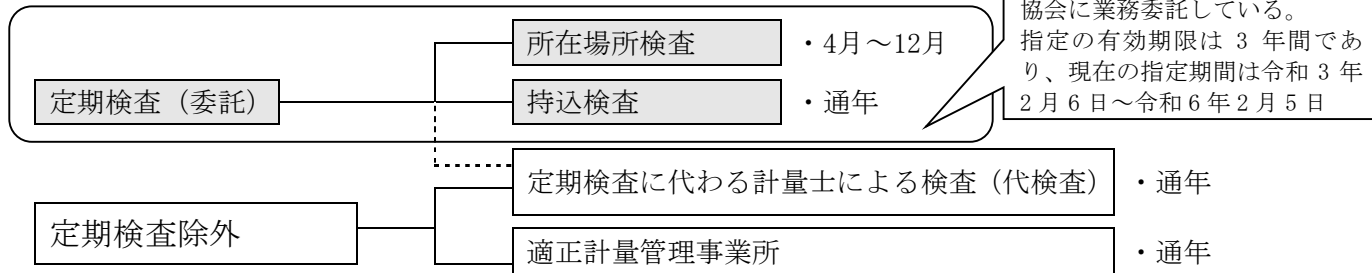 協会に業務委託している。
指定の有効期限は 3 年間であ
り、現在の指定期間は令和 3 年
2 月 6 日～令和 6 年 2 月 5 日
所在場所検査 ・4月～12月
定期検査（委託） 持込検査 ・通年
定期検査に代わる計量士による検査（代検査） ・通年
定期検査除外
適正計量管理事業所 ・通年